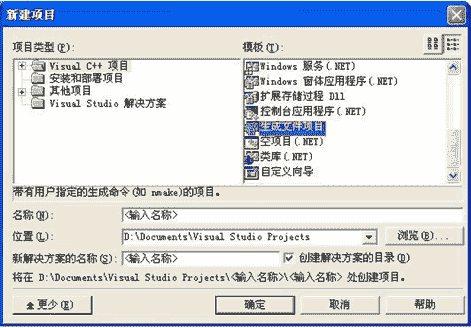 新建项目
项目类型(P):
模板(T):
Visual C++ 项目
安装和部署项目
其他项目
Visual Studio 解决方案
Windows 服务(.NET)
Windows 窗体应用程序(.NET)
扩展存储过程 Dll
控制台应用程序(.NET)
生成文件项目
空项目(.NET)
类库(.NET)
自定义向导
带有用户指定的生成命令(如 nmake)的项目。
名称(N):
<输入名称>
位置(L):
D:\Documents\Visual Studio Projects
浏览(B)...
新解决方案的名称(S):
<输入名称>
创建解决方案的目录(D)
将在 D:\Documents\Visual Studio Projects\<输入名称>\<输入名称> 处创建项目。
更少(E)
确定
取消
帮助